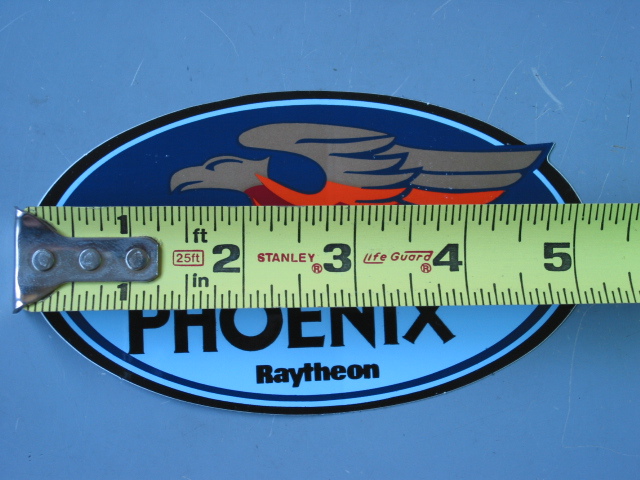 1 ft
25ft 2 STANLEY® 3 Life Guard® 4 5
1 in
PHOENIX
Raytheon